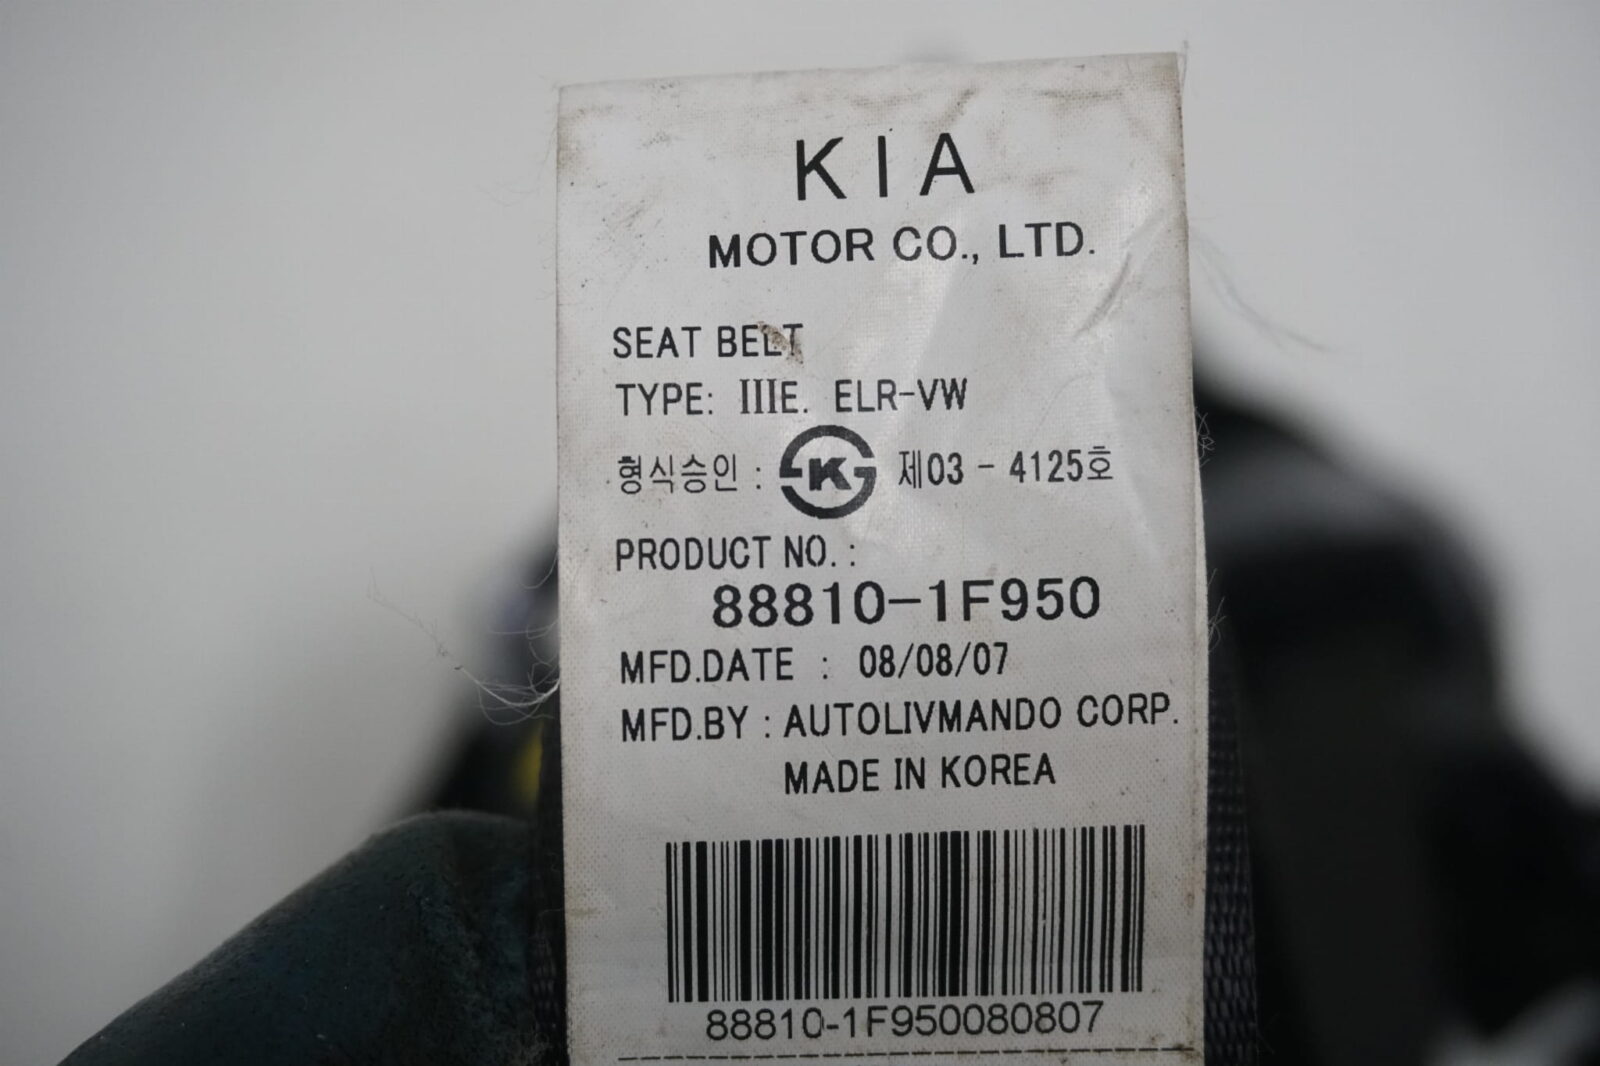 KIA
MOTOR CO., LTD.
SEAT BELT
TYPE: IIIE. ELR-VW
형식승인 : K 제03 - 4125호
PRODUCT NO. :
88810-1F950
MFD.DATE : 08/08/07
MFD.BY : AUTOLIVMANDO CORP.
MADE IN KOREA
88810-1F950080807